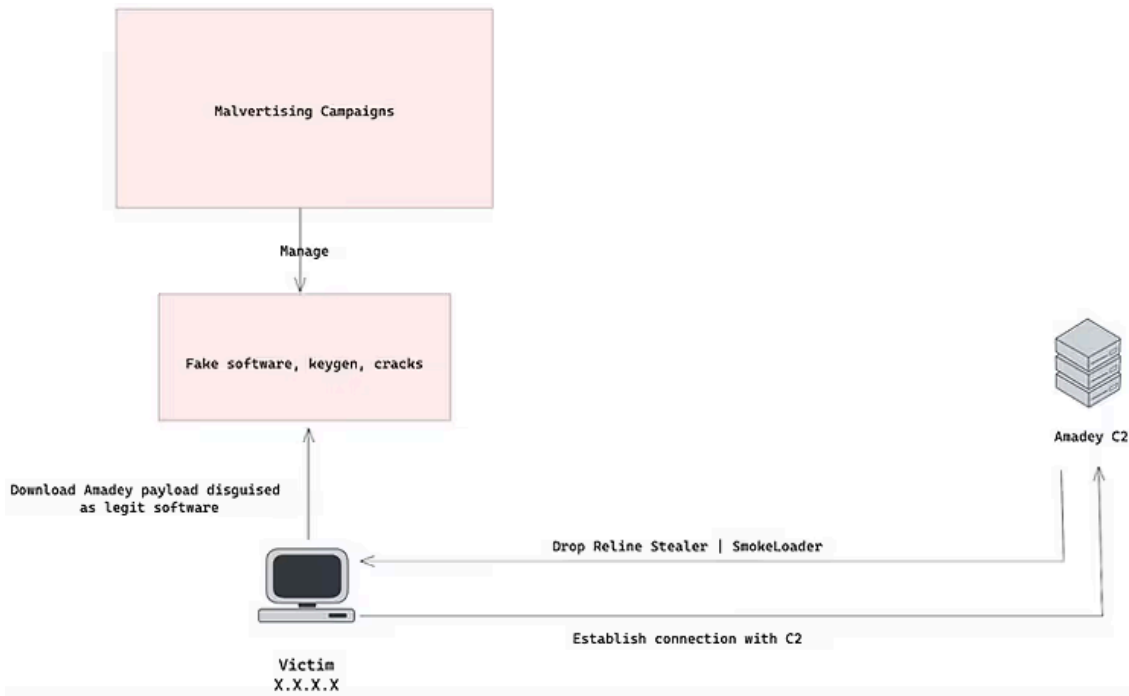 Malvertising Campaigns
Manage
Fake software, keygen, cracks
Amadey C2
Download Amadey payload disguised
as legit software
Drop Reline Stealer | SmokeLoader
Establish connection with C2
Victim
X.X.X.X